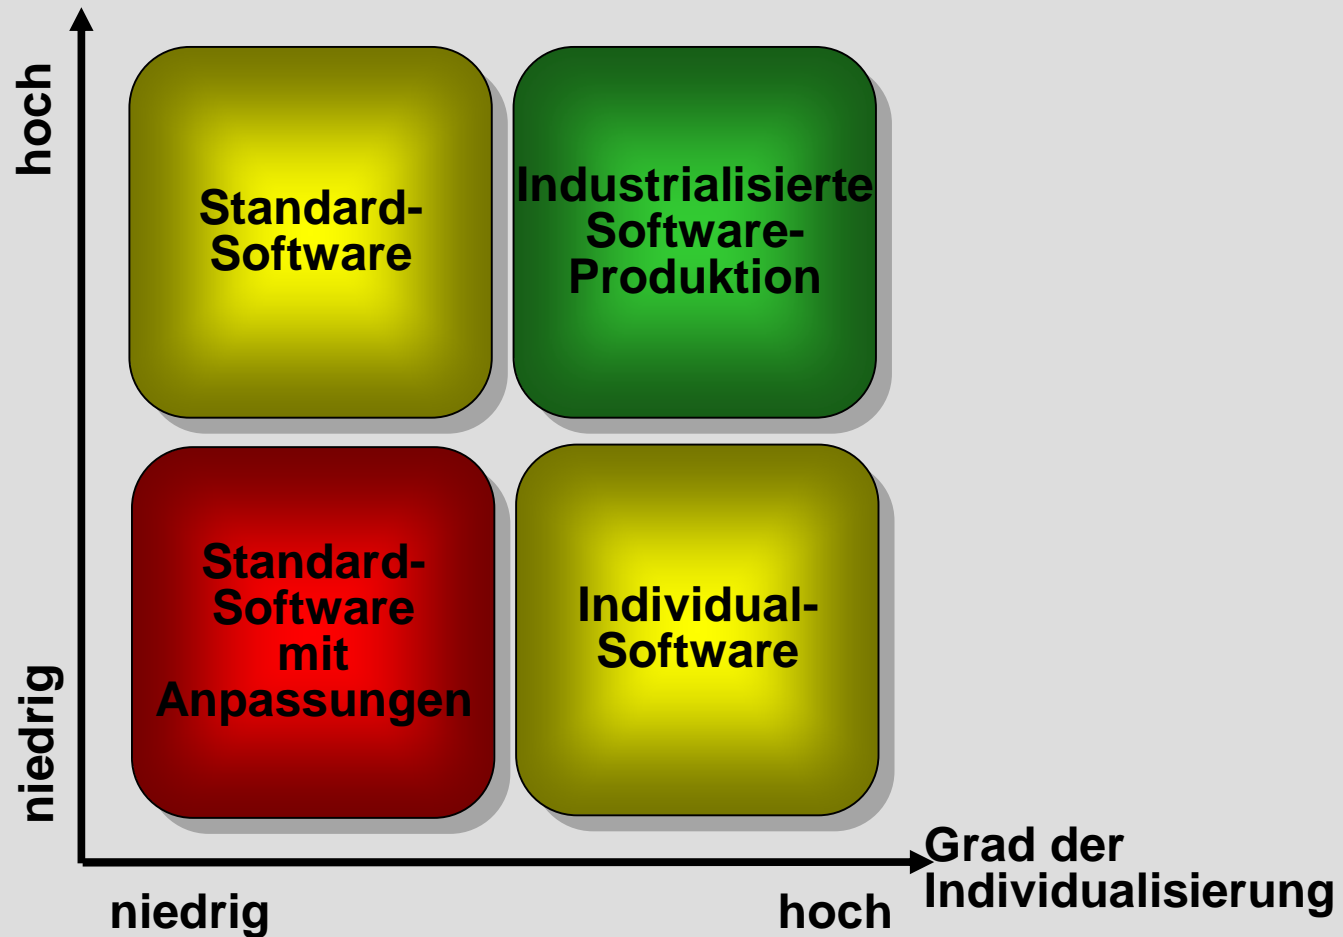 hoch
Standard-
Software
Industrialisierte
Software-
Produktion
niedrig
Standard-
Software
mit
Anpassungen
Individual-
Software
niedrig
hoch
Grad der
Individualisierung